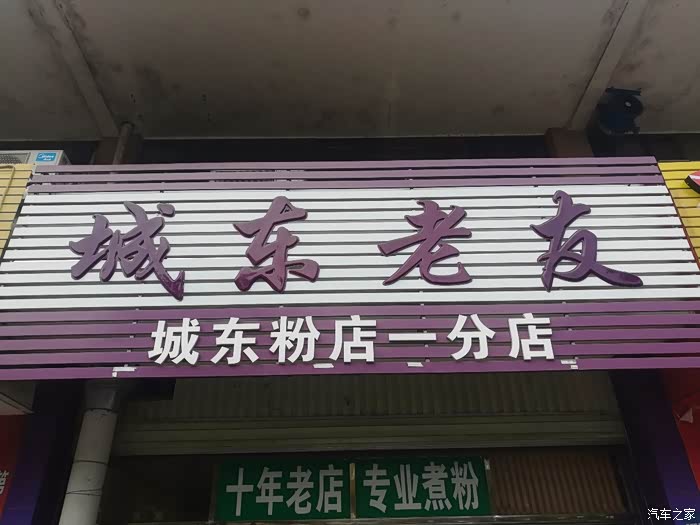 城东老友
城东粉店一分店
十年老店 专业煮粉
汽车之家